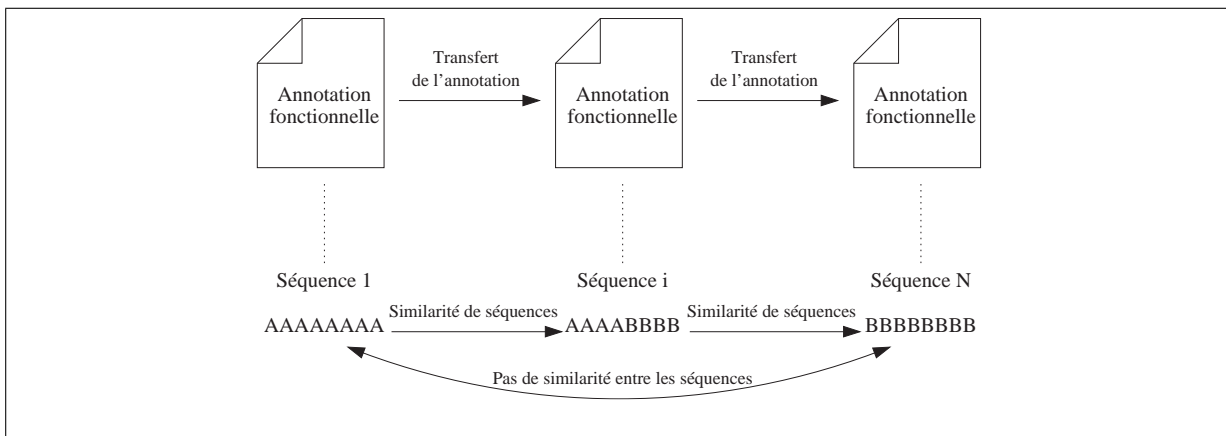 Transfert
de l'annotation
Transfert
de l'annotation
Annotation
fonctionnelle
Annotation
fonctionnelle
Annotation
fonctionnelle
Séquence 1
Séquence i
Séquence N
Similarité de séquences
Similarité de séquences
AAAAAAAA
AAAABBBB
BBBBBBBB
Pas de similarité entre les séquences